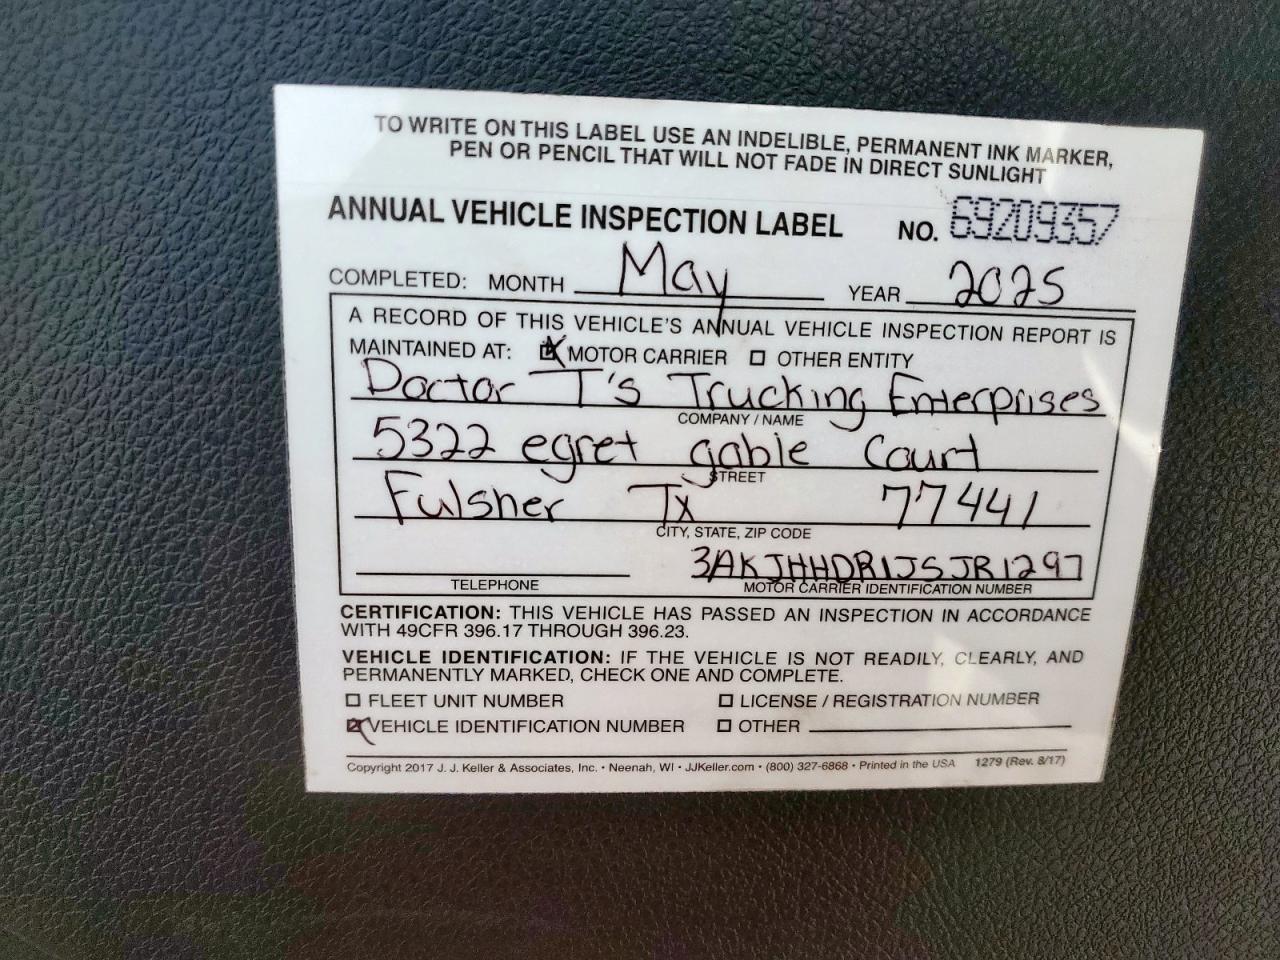 TO WRITE ON THIS LABEL USE AN INDELIBLE, PERMANENT INK MARKER,
PEN OR PENCIL THAT WILL NOT FADE IN DIRECT SUNLIGHT
ANNUAL VEHICLE INSPECTION LABEL NO. 69209357
COMPLETED: MONTH May YEAR 2025
A RECORD OF THIS VEHICLE'S ANNUAL VEHICLE INSPECTION REPORT IS
MAINTAINED AT: MOTOR CARRIER OTHER ENTITY
Doctor T's Trucking Enterprises
COMPANY / NAME
5322 egret gable Court
STREET
Fulsher Tx 77441
CITY, STATE, ZIP CODE
3AKJHHDR1JSJR1297
TELEPHONE MOTOR CARRIER IDENTIFICATION NUMBER
CERTIFICATION: THIS VEHICLE HAS PASSED AN INSPECTION IN ACCORDANCE
WITH 49CFR 396.17 THROUGH 396.23.
VEHICLE IDENTIFICATION: IF THE VEHICLE IS NOT READILY, CLEARLY, AND
PERMANENTLY MARKED, CHECK ONE AND COMPLETE.
FLEET UNIT NUMBER LICENSE / REGISTRATION NUMBER
VEHICLE IDENTIFICATION NUMBER OTHER
Copyright 2017 J. J. Keller & Associates, Inc. • Neenah, WI • JJKeller.com • (800) 327-6868 • Printed in the USA 1279 (Rev. 8/17)